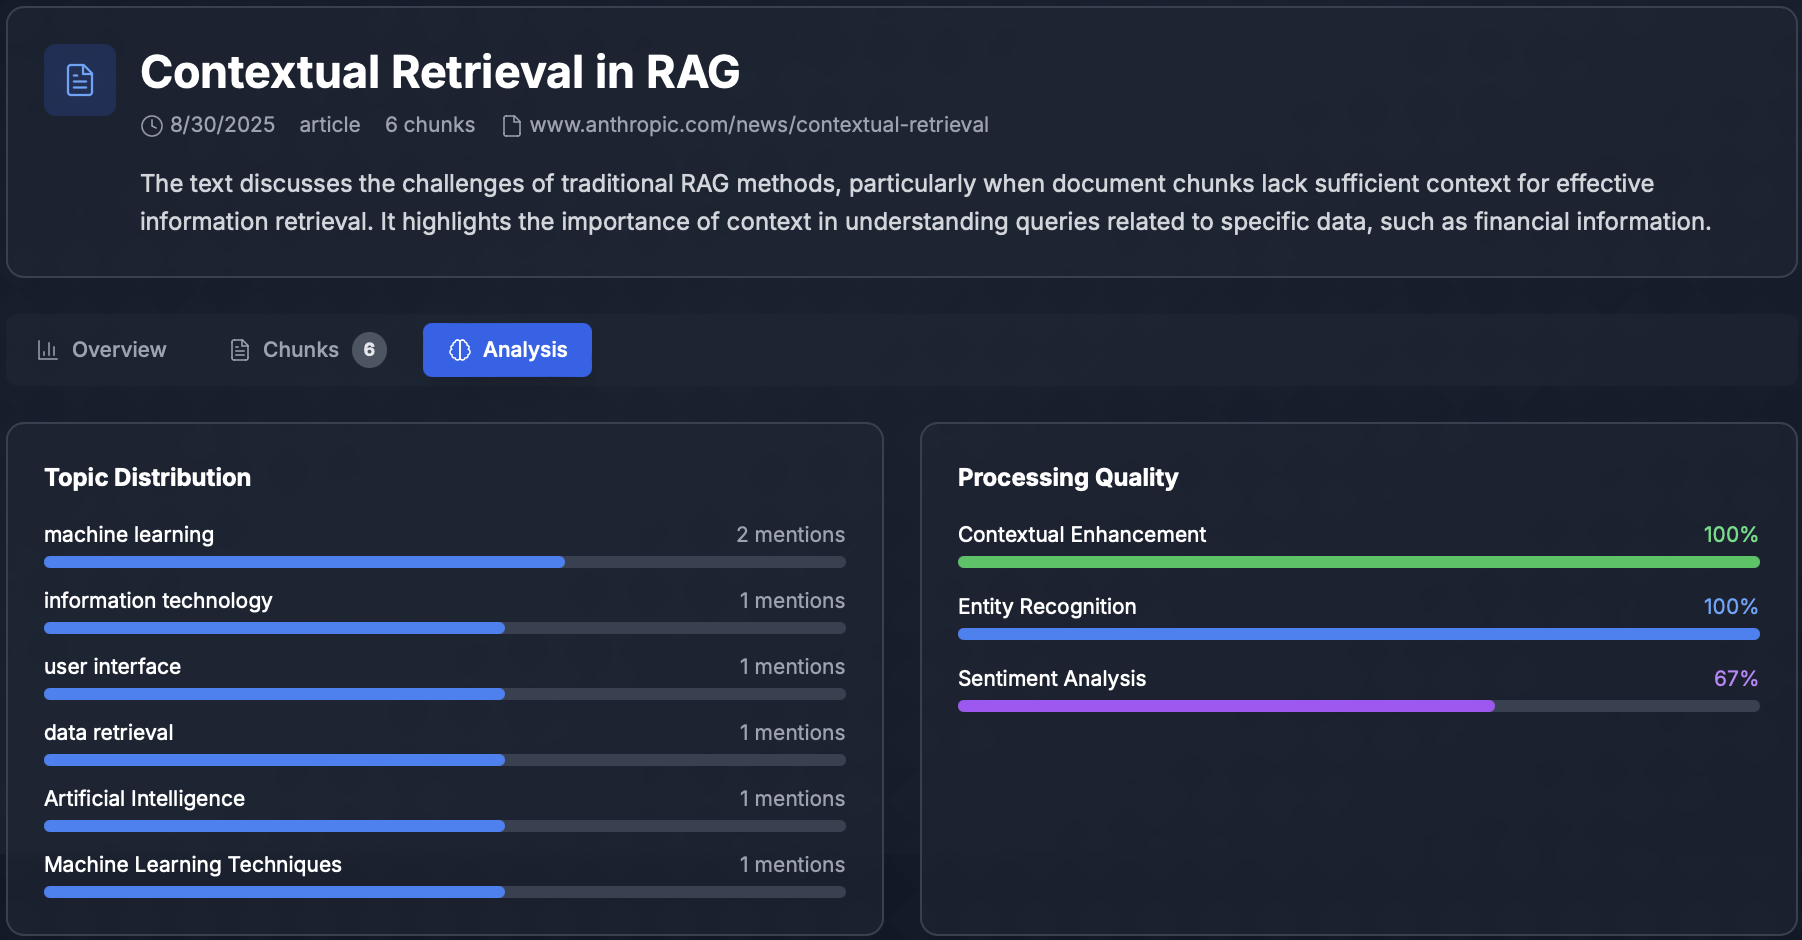 Contextual Retrieval in RAG
8/30/2025 article 6 chunks www.anthropic.com/news/contextual-retrieval
The text discusses the challenges of traditional RAG methods, particularly when document chunks lack sufficient context for effective
information retrieval. It highlights the importance of context in understanding queries related to specific data, such as financial information.
Overview Chunks 6 Analysis
Topic Distribution
machine learning 2 mentions
information technology 1 mentions
user interface 1 mentions
data retrieval 1 mentions
Artificial Intelligence 1 mentions
Machine Learning Techniques 1 mentions
Processing Quality
Contextual Enhancement 100%
Entity Recognition 100%
Sentiment Analysis 67%